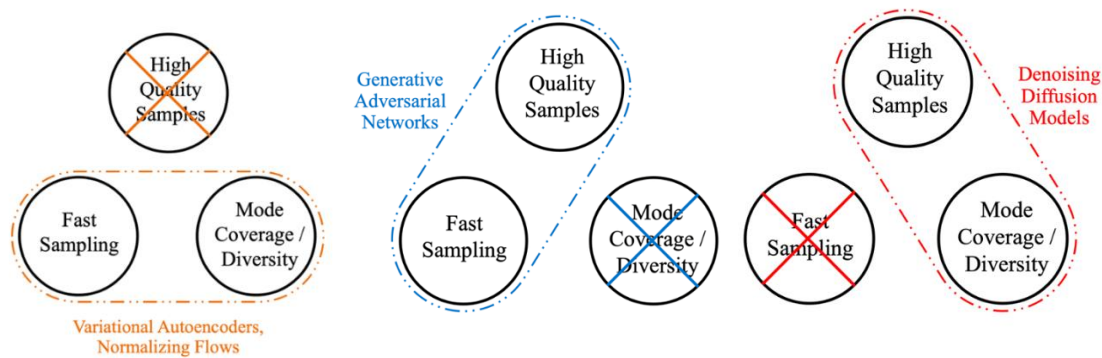 High
Quality
Samples
Fast
Sampling
Mode
Coverage /
Diversity
Variational Autoencoders,
Normalizing Flows
Generative
Adversarial
Networks
High
Quality
Samples
Fast
Sampling
Mode
Coverage /
Diversity
High
Quality
Samples
Denoising
Diffusion
Models
Fast
Sampling
Mode
Coverage /
Diversity